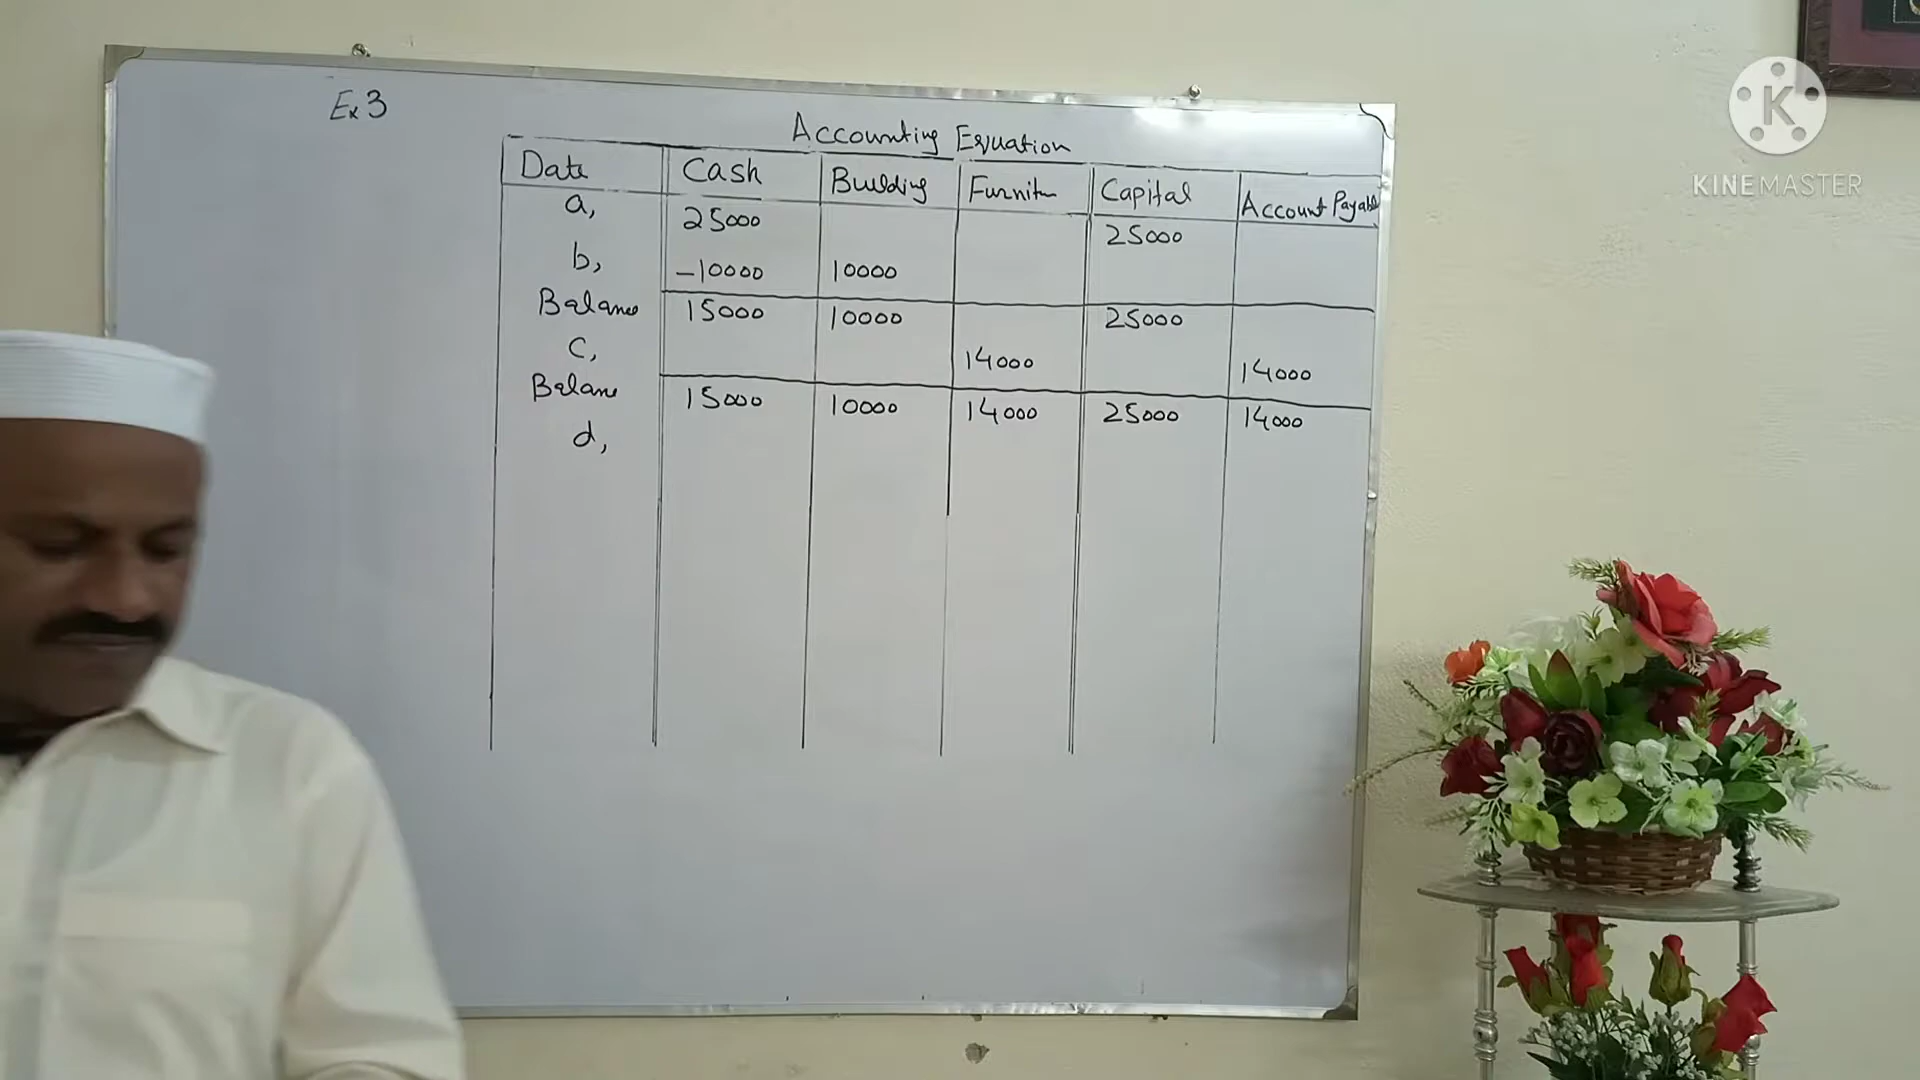 Ex 3
Accounting Equation
Date Cash Building Furnitu Capital Account Payable
a, 25000 25000
b, -10000 10000
Balance 15000 10000 25000
C, 14000 14000
Balance 15000 10000 14000 25000 14000
d,
K
KINEMASTER